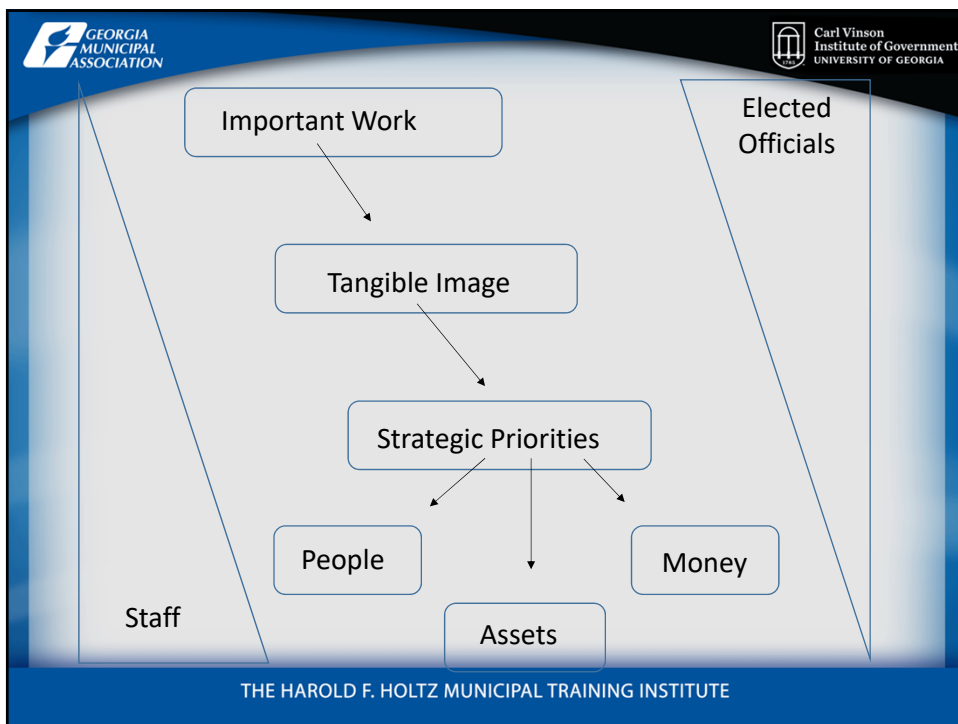 GEORGIA
MUNICIPAL
ASSOCIATION
1785
Carl Vinson
Institute of Government
UNIVERSITY OF GEORGIA
Important Work
Elected
Officials
Tangible Image
Strategic Priorities
People
Money
Staff
Assets
THE HAROLD F. HOLTZ MUNICIPAL TRAINING INSTITUTE